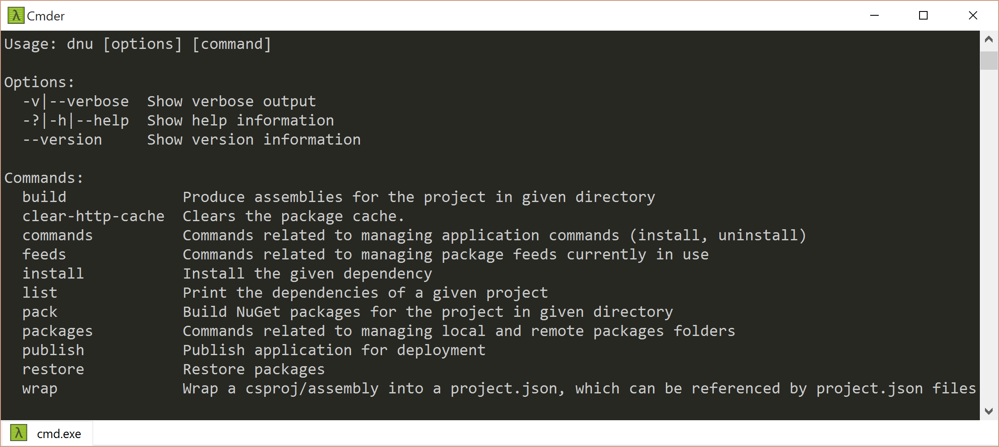 Cmder
Usage: dnu [options] [command]
Options:
-v|--verbose  Show verbose output
-?|-h|--help  Show help information
--version     Show version information
Commands:
build             Produce assemblies for the project in given directory
clear-http-cache  Clears the package cache.
commands          Commands related to managing application commands (install, uninstall)
feeds             Commands related to managing package feeds currently in use
install           Install the given dependency
list              Print the dependencies of a given project
pack              Build NuGet packages for the project in given directory
packages          Commands related to managing local and remote packages folders
publish           Publish application for deployment
restore           Restore packages
wrap              Wrap a csproj/assembly into a project.json, which can be referenced by project.json files
cmd.exe